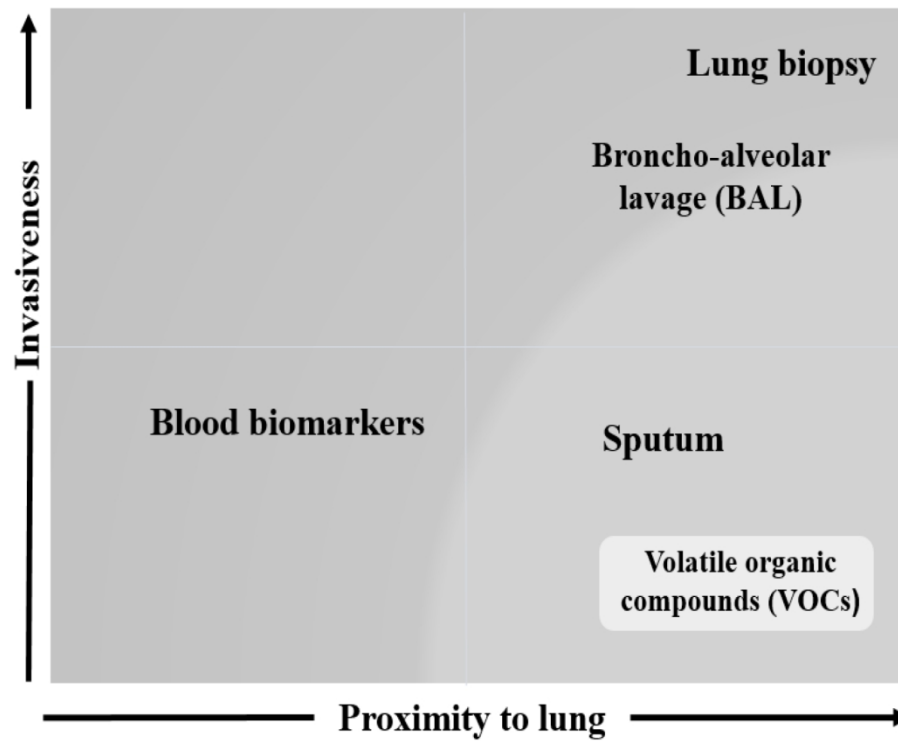 Lung biopsy
Broncho-alveolar
lavage (BAL)
Invasiveness
Blood biomarkers
Sputum
Volatile organic
compounds (VOCs)
Proximity to lung